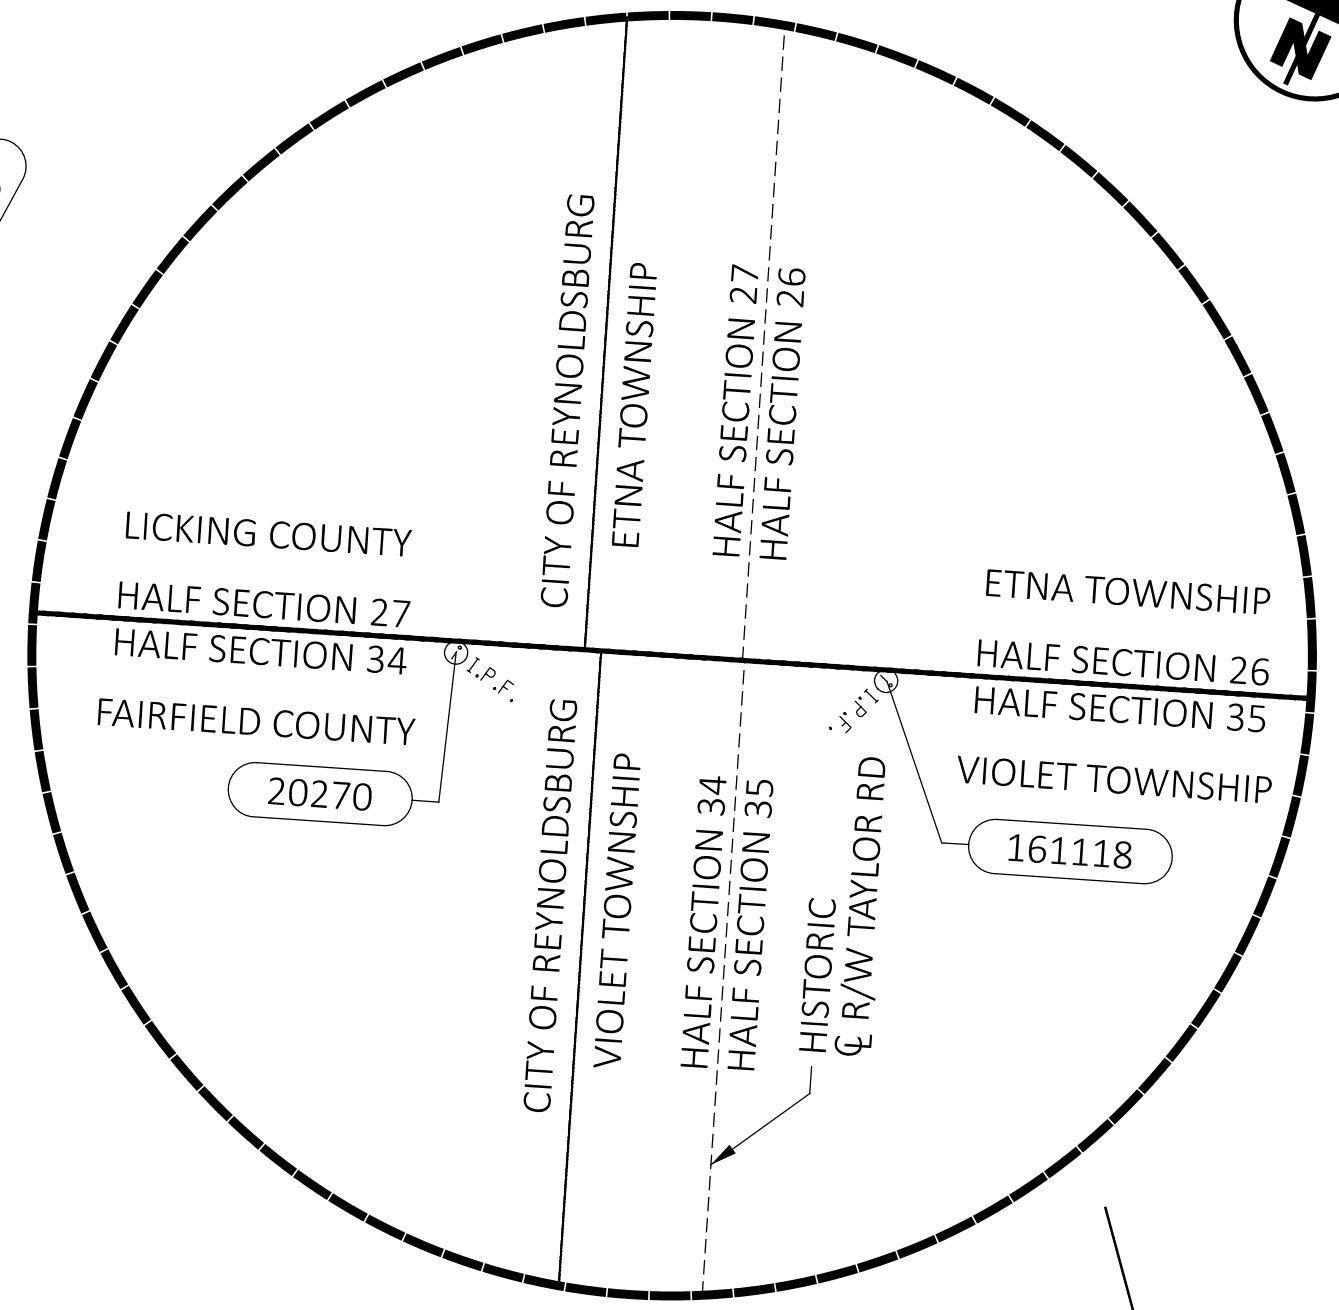 N
CITY OF REYNOLDSBURG
ETNA TOWNSHIP
HALF SECTION 27
HALF SECTION 26
LICKING COUNTY
HALF SECTION 27
HALF SECTION 34
FAIRFIELD COUNTY
20270
I.P.F.
ETNA TOWNSHIP
HALF SECTION 26
HALF SECTION 35
VIOLET TOWNSHIP
161118
I.P.F.
CITY OF REYNOLDSBURG
VIOLET TOWNSHIP
HALF SECTION 34
HALF SECTION 35
HISTORIC
℄ R/W TAYLOR RD